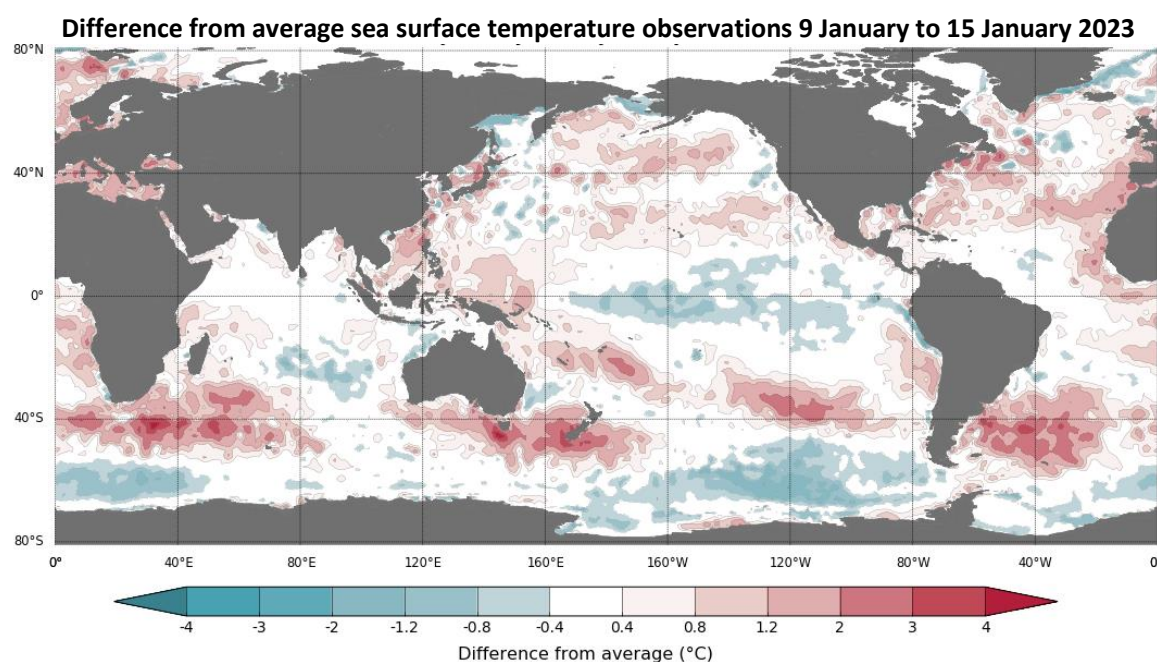 Difference from average sea surface temperature observations 9 January to 15 January 2023
80°N
40°N
0°
40°S
80°S
0° 40°E 80°E 120°E 160°E 160°W 120°W 80°W 40°W 0
-4 -3 -2 -1.2 -0.8 -0.4 0.4 0.8 1.2 2 3 4
Difference from average (°C)